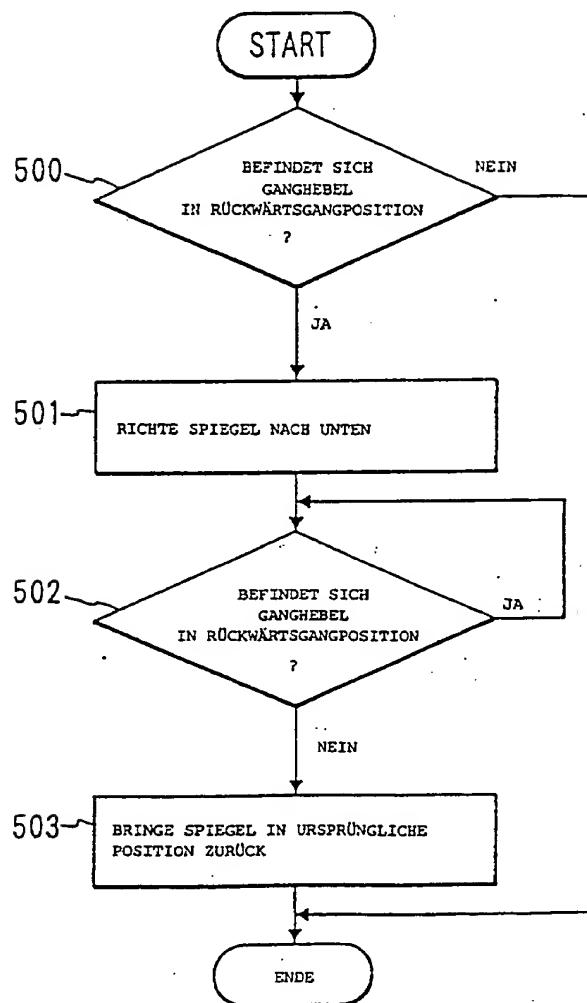 START
500
BEFINDET SICH
GANGHEBEL
IN RÜCKWÄRTSGANGPOSITION
?
NEIN
JA
501
RICHTE SPIEGEL NACH UNTEN
502
BEFINDET SICH
GANGHEBEL
IN RÜCKWÄRTSGANGPOSITION
?
JA
NEIN
503
BRINGE SPIEGEL IN URSPRÜNGLICHE
POSITION ZURÜCK
ENDE